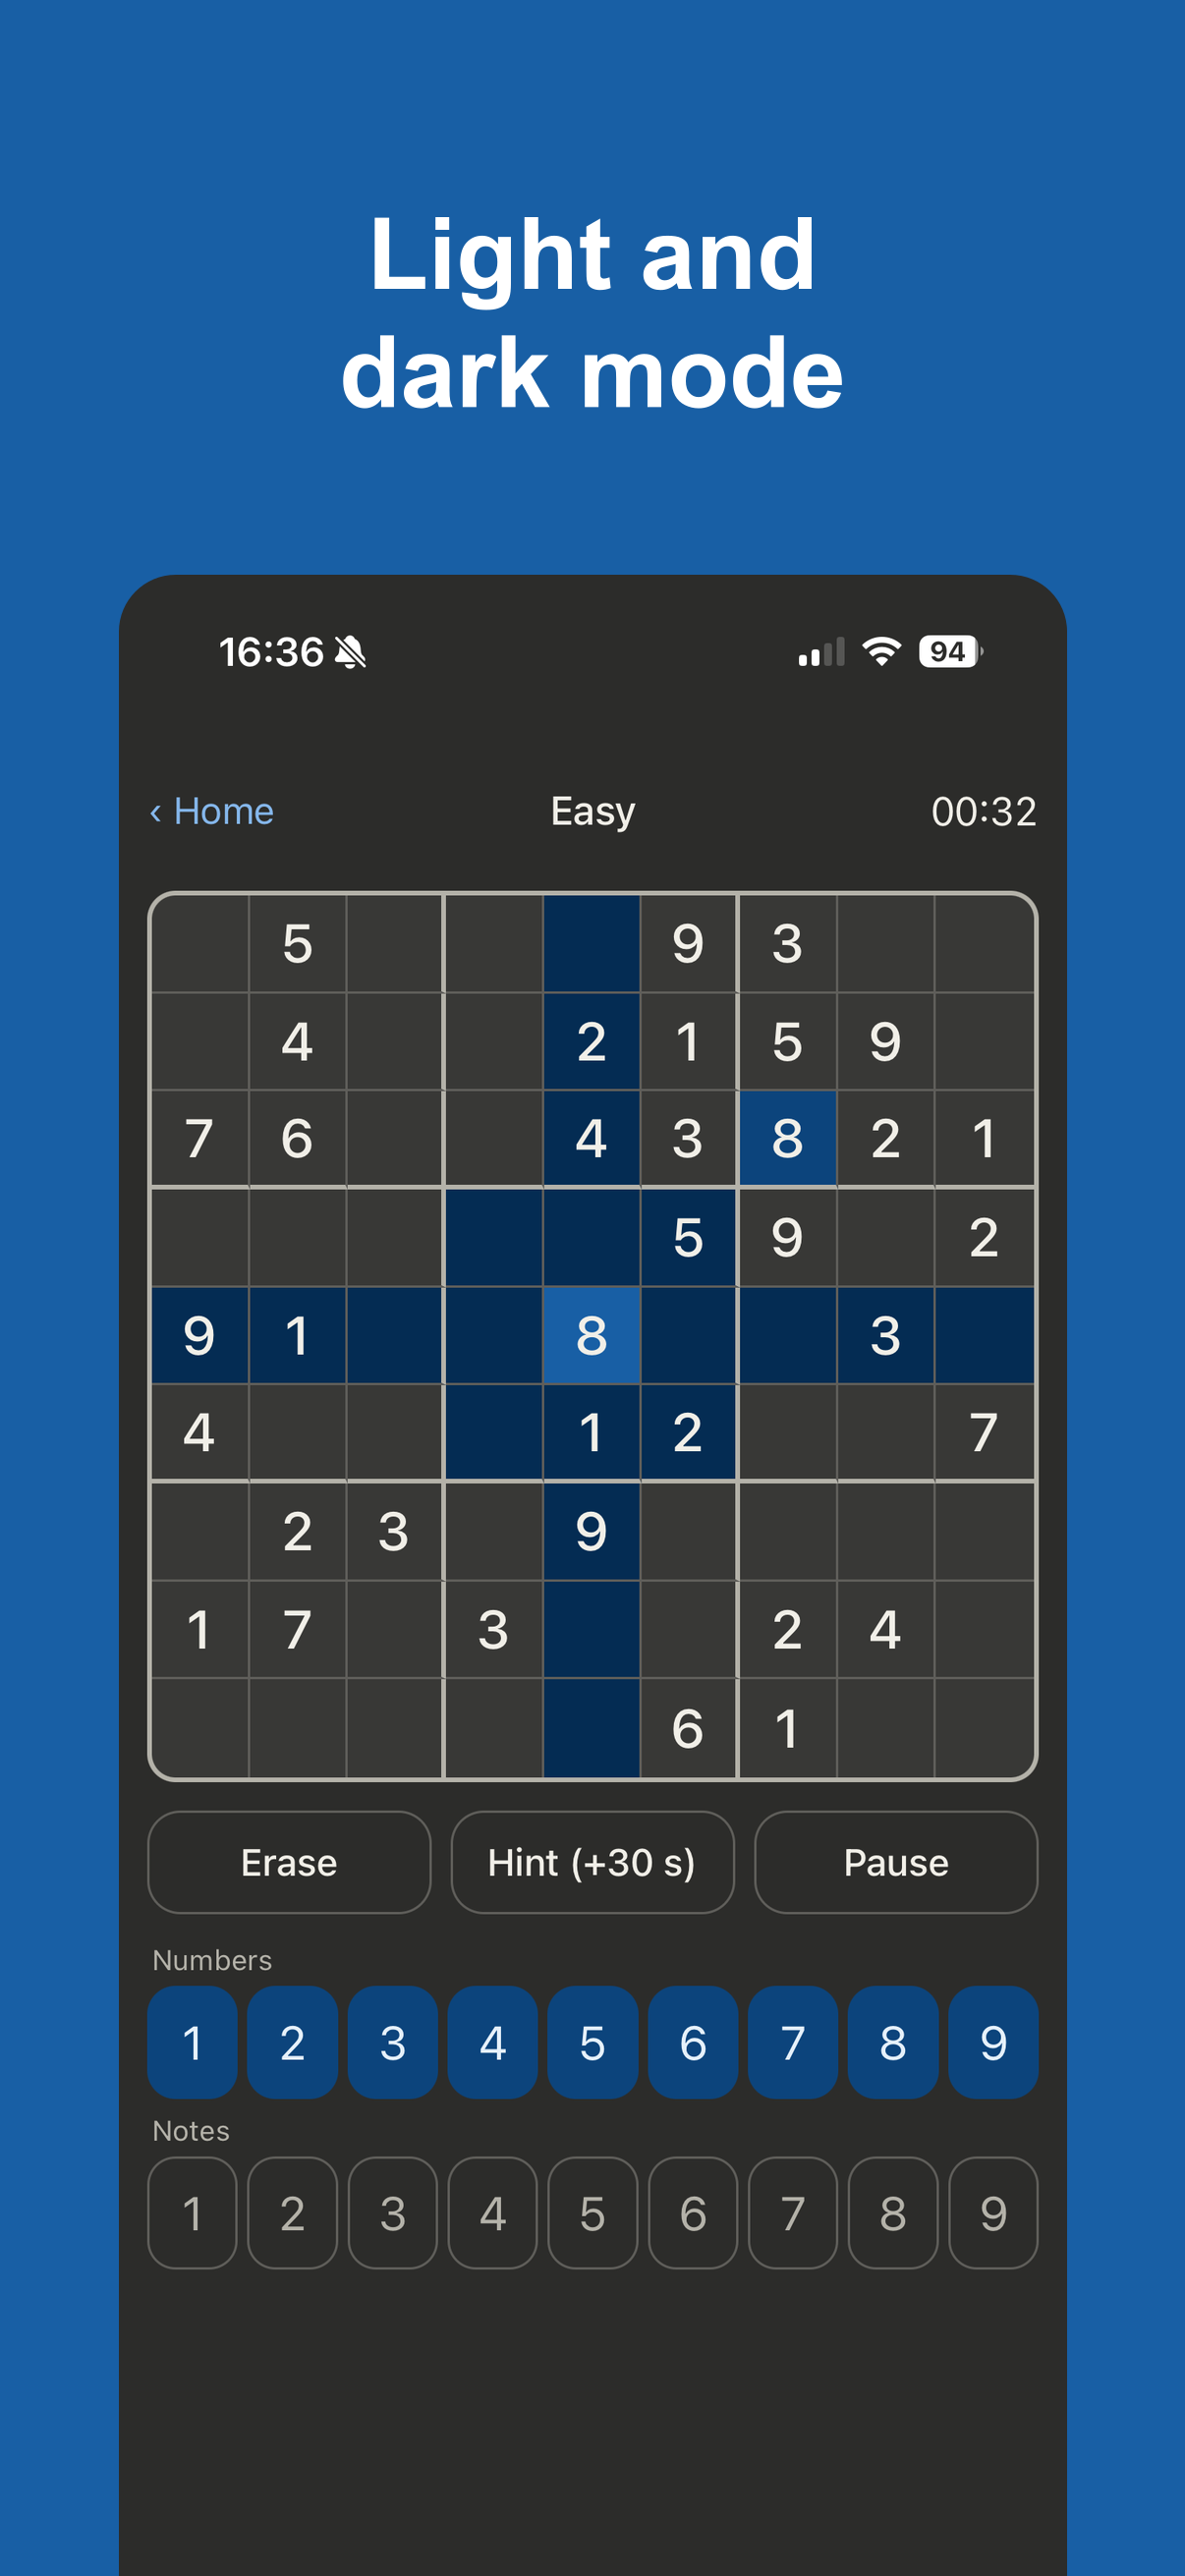 Light and
dark mode
16:36
94
‹ Home Easy 00:32
5 9 3
4 2 1 5 9
7 6 4 3 8 2 1
5 9 2
9 1 8 3
4 1 2 7
2 3 9
1 7 3 2 4
6 1
Erase Hint (+30 s) Pause
Numbers
1 2 3 4 5 6 7 8 9
Notes
1 2 3 4 5 6 7 8 9